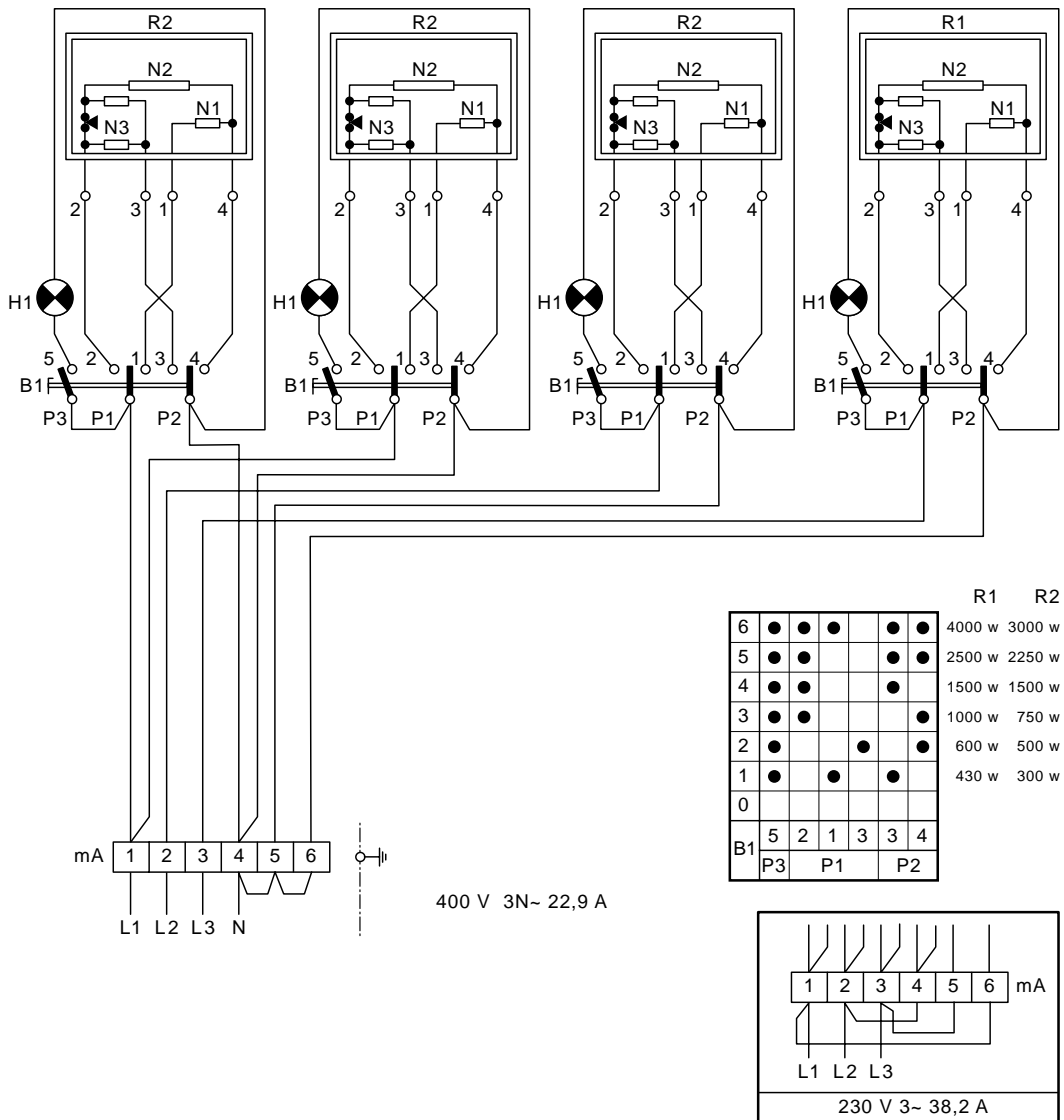 R2 R2 R2 R1
N2 N2 N2 N2
N1 N1 N1 N1
N3 N3 N3 N3
2 3 1 4 2 3 1 4 2 3 1 4 2 3 1 4
H1 H1 H1 H1
5 2 1 3 4 5 2 1 3 4 5 2 1 3 4 5 2 1 3 4
B1 B1 B1 B1
P3 P1 P2 P3 P1 P2 P3 P1 P2 P3 P1 P2
R1 R2
6 4000 w 3000 w
5 2500 w 2250 w
4 1500 w 1500 w
3 1000 w 750 w
2 600 w 500 w
1 430 w 300 w
0
B1 5 2 1 3 3 4
P3 P1 P2
mA 1 2 3 4 5 6
L1 L2 L3 N
400 V 3N~ 22,9 A
1 2 3 4 5 6 mA
L1 L2 L3
230 V 3~ 38,2 A